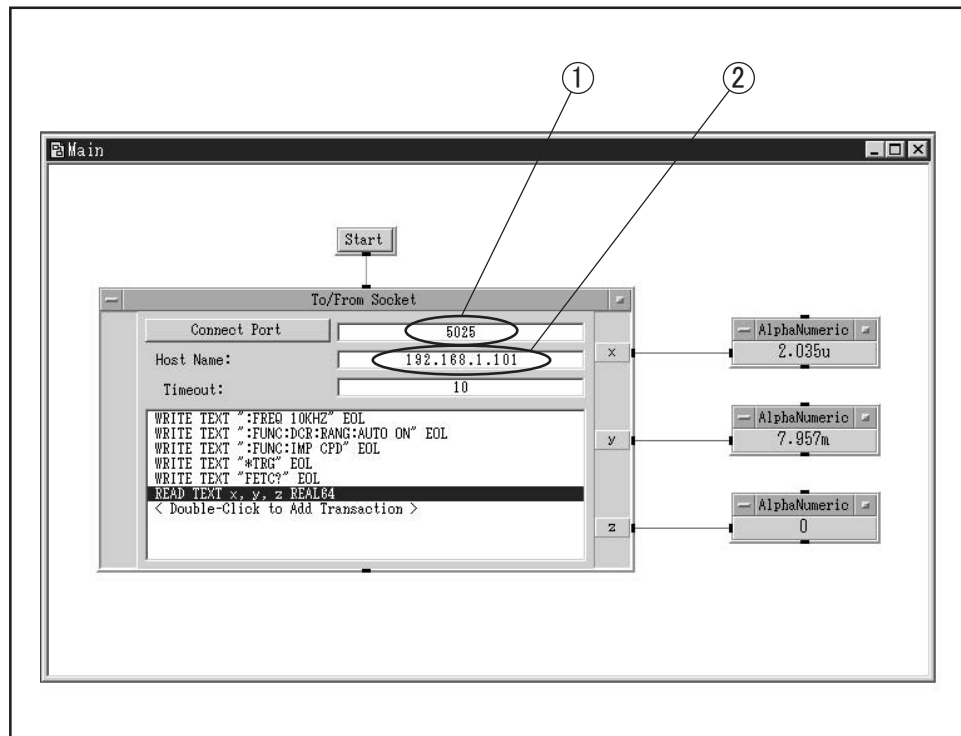 ① ②
Main
Start
To/From Socket
Connect Port 5025
Host Name: 192.168.1.101
Timeout: 10
WRITE TEXT ":FREQ 10KHZ" EOL
WRITE TEXT ":FUNC:DCR:RANG:AUTO ON" EOL
WRITE TEXT ":FUNC:IMP CPD" EOL
WRITE TEXT "*TRG" EOL
WRITE TEXT "FETC?" EOL
READ TEXT x, y, z REAL64
< Double-Click to Add Transaction >
x
y
z
AlphaNumeric
2.035u
AlphaNumeric
7.957m
AlphaNumeric
0